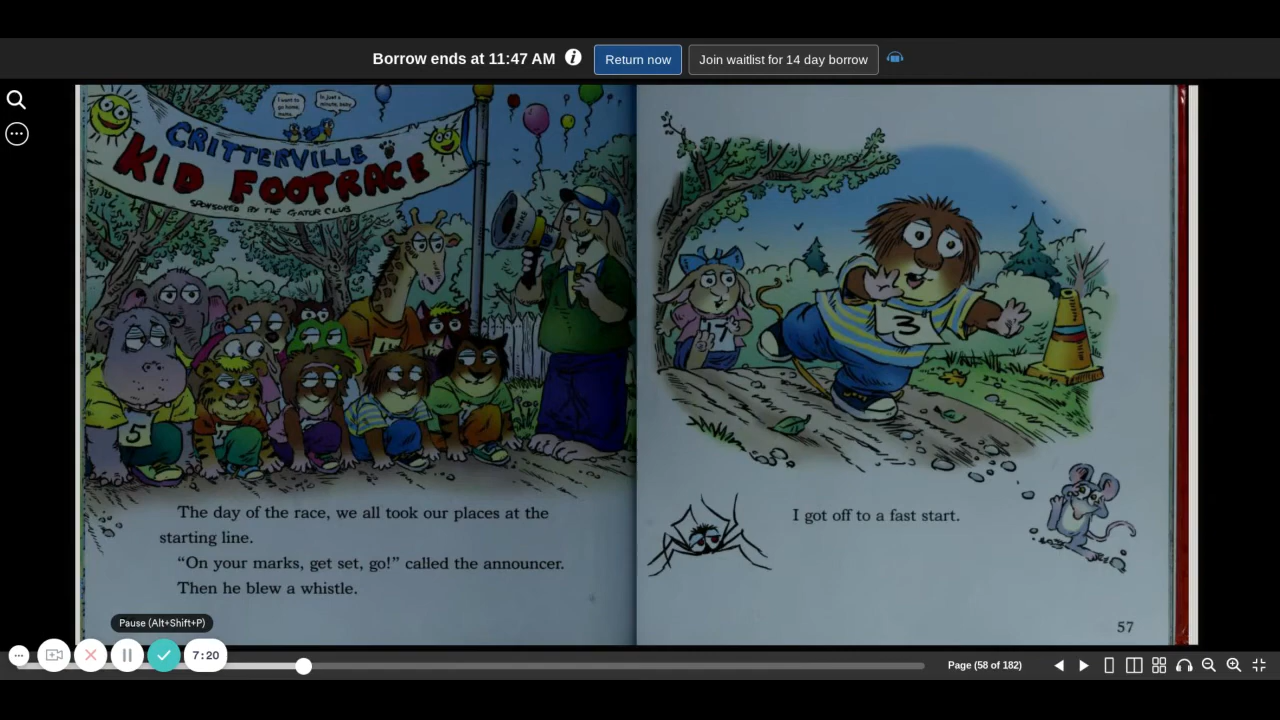 Borrow ends at 11:47 AM
Return now
Join waitlist for 14 day borrow
I want to
go home,
mama.
In just a
minute, baby.
CRITTERVILLE
KID FOOTRACE
SPONSORED BY THE GATOR CLUB
5
17
3
The day of the race, we all took our places at the
starting line.
“On your marks, get set, go!” called the announcer.
Then he blew a whistle.
I got off to a fast start.
57
Pause (Alt+Shift+P)
7:20
Page (58 of 182)